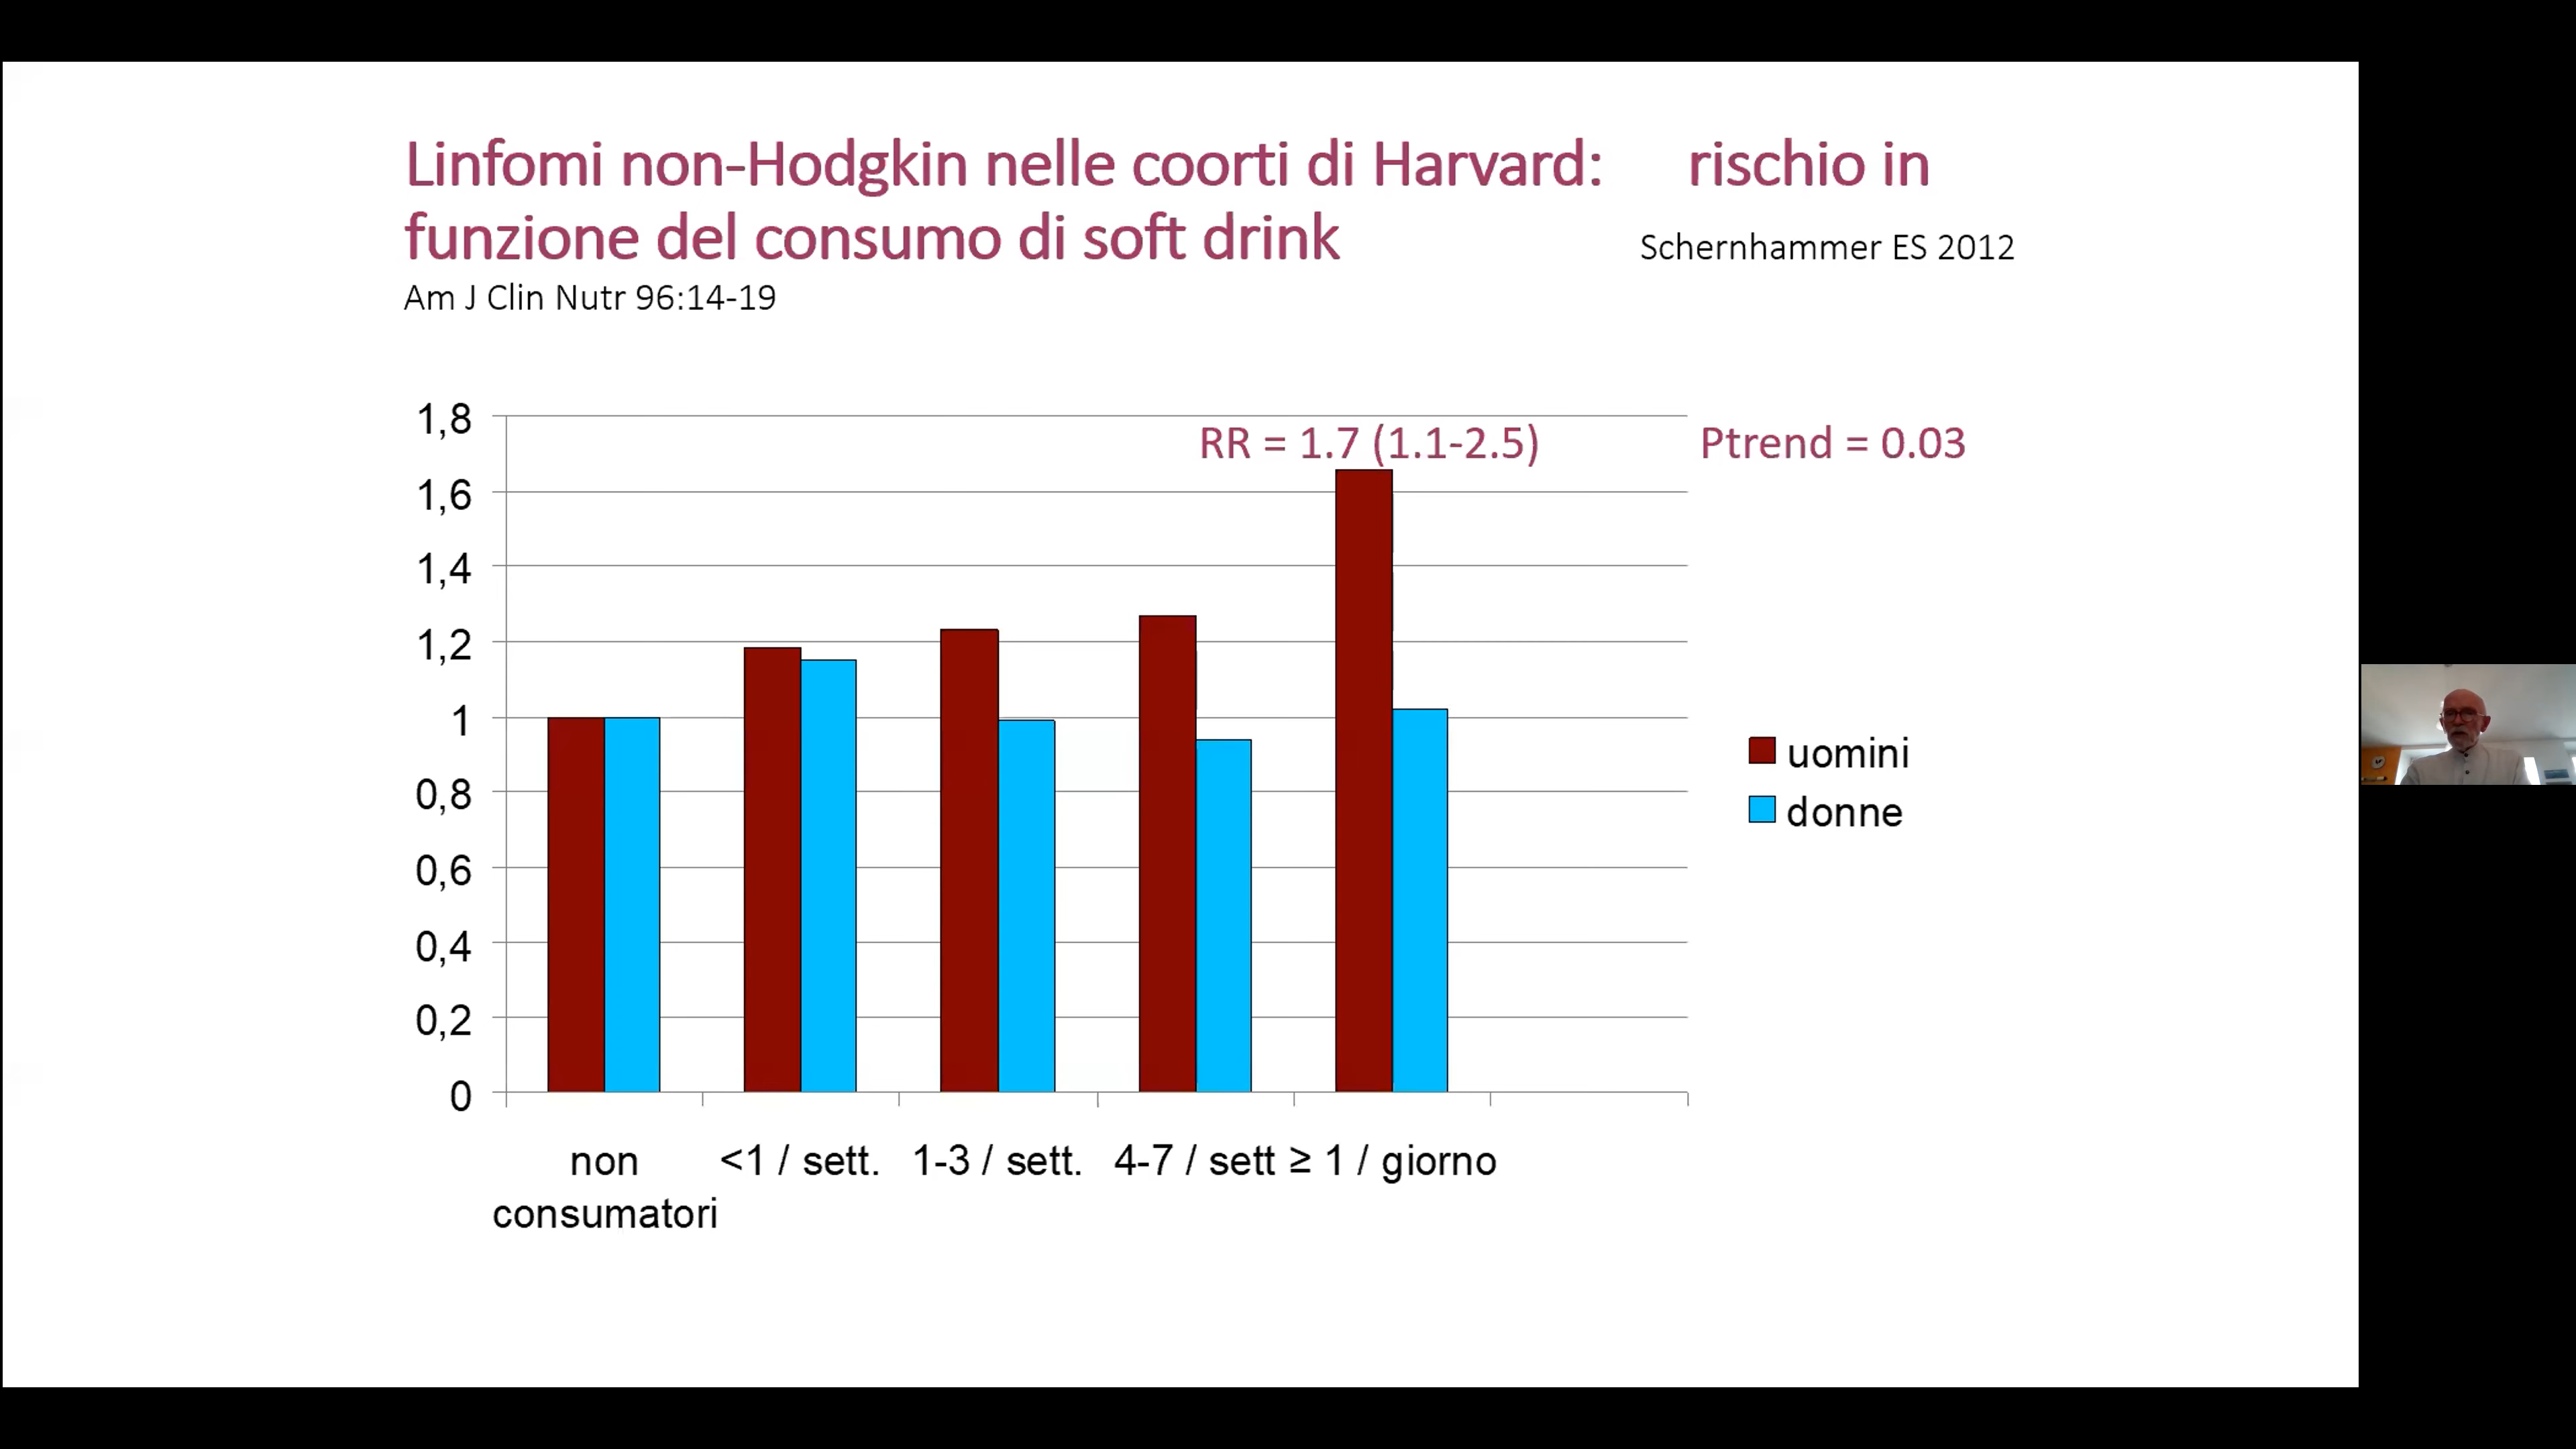 Linfomi non-Hodgkin nelle coorti di Harvard: rischio in
funzione del consumo di soft drink Schernhammer ES 2012
Am J Clin Nutr 96:14-19
RR = 1.7 (1.1-2.5) Ptrend = 0.03
1,8
1,6
1,4
1,2
1
0,8
0,6
0,4
0,2
0
uomini
donne
non <1 / sett. 1-3 / sett. 4-7 / sett ≥ 1 / giorno
consumatori